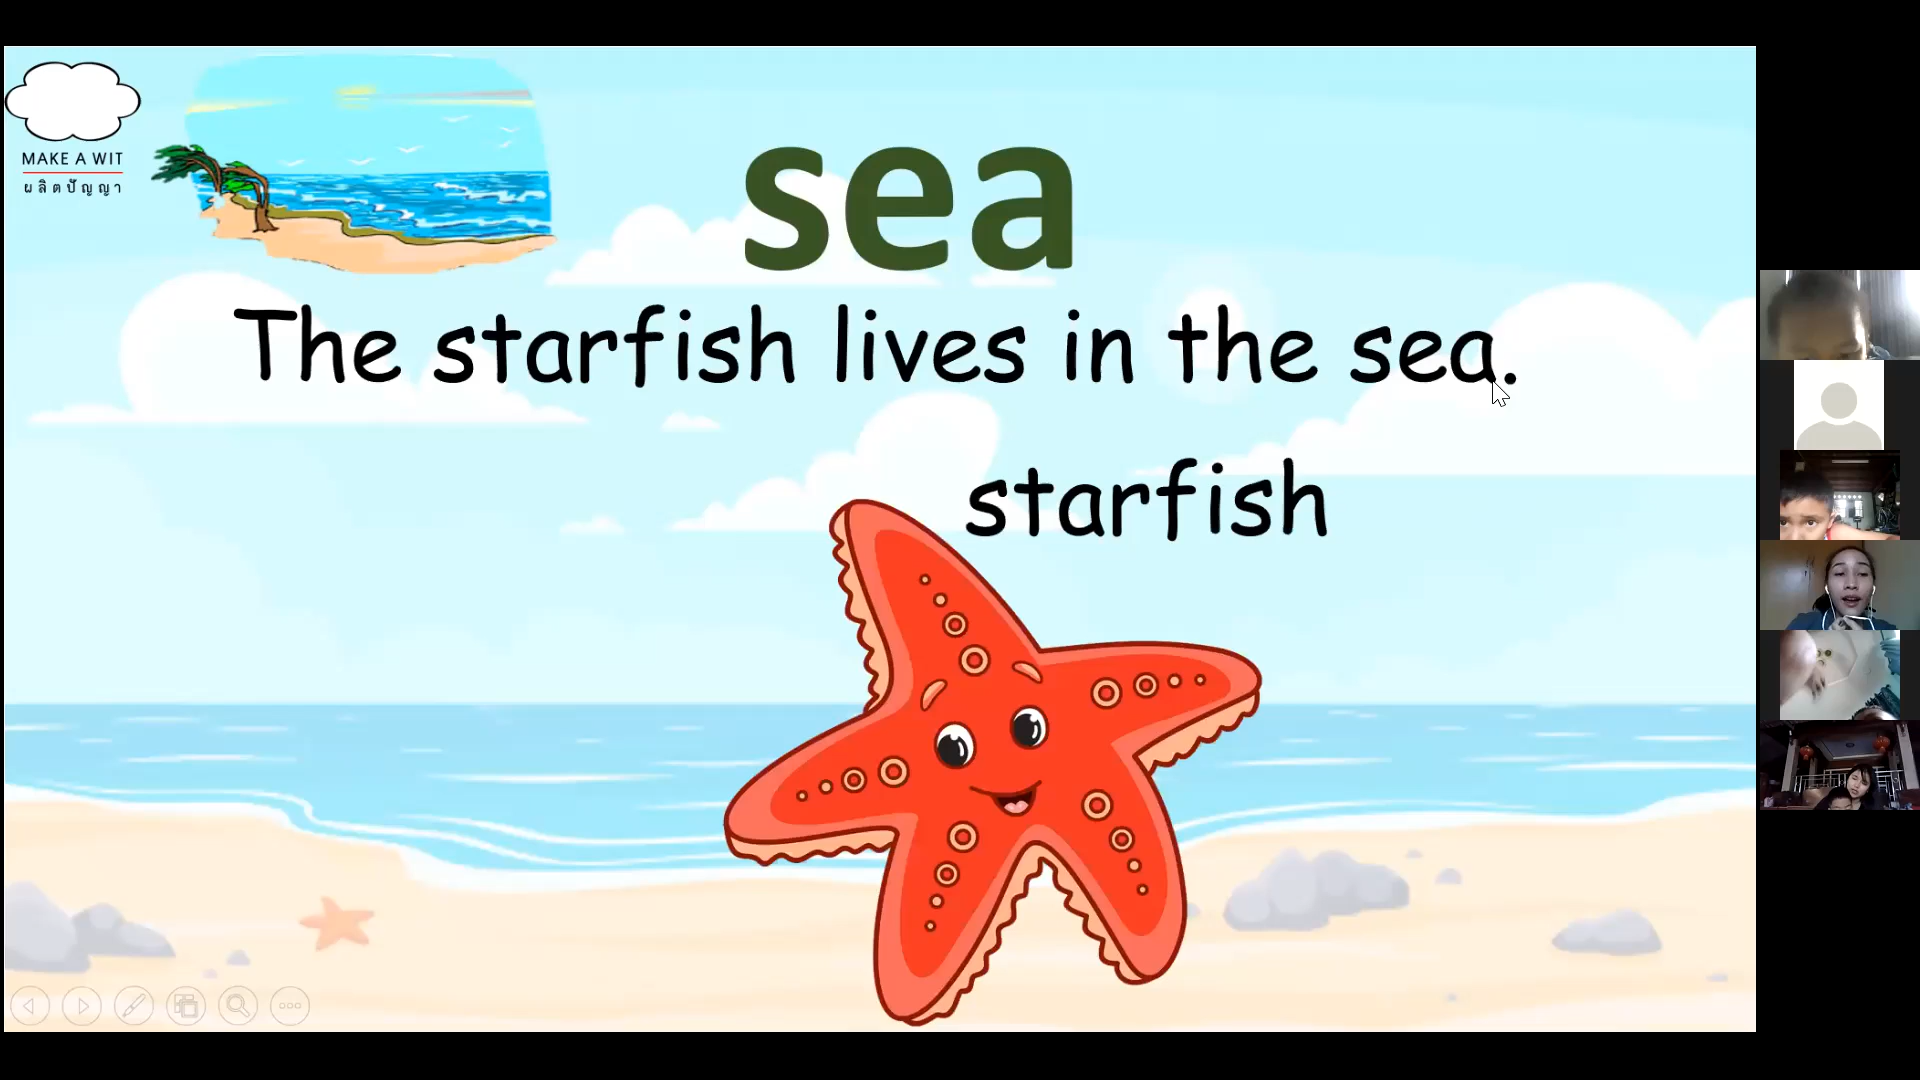 MAKE A WIT
ผลิตปัญญา
sea
The starfish lives in the sea.
starfish